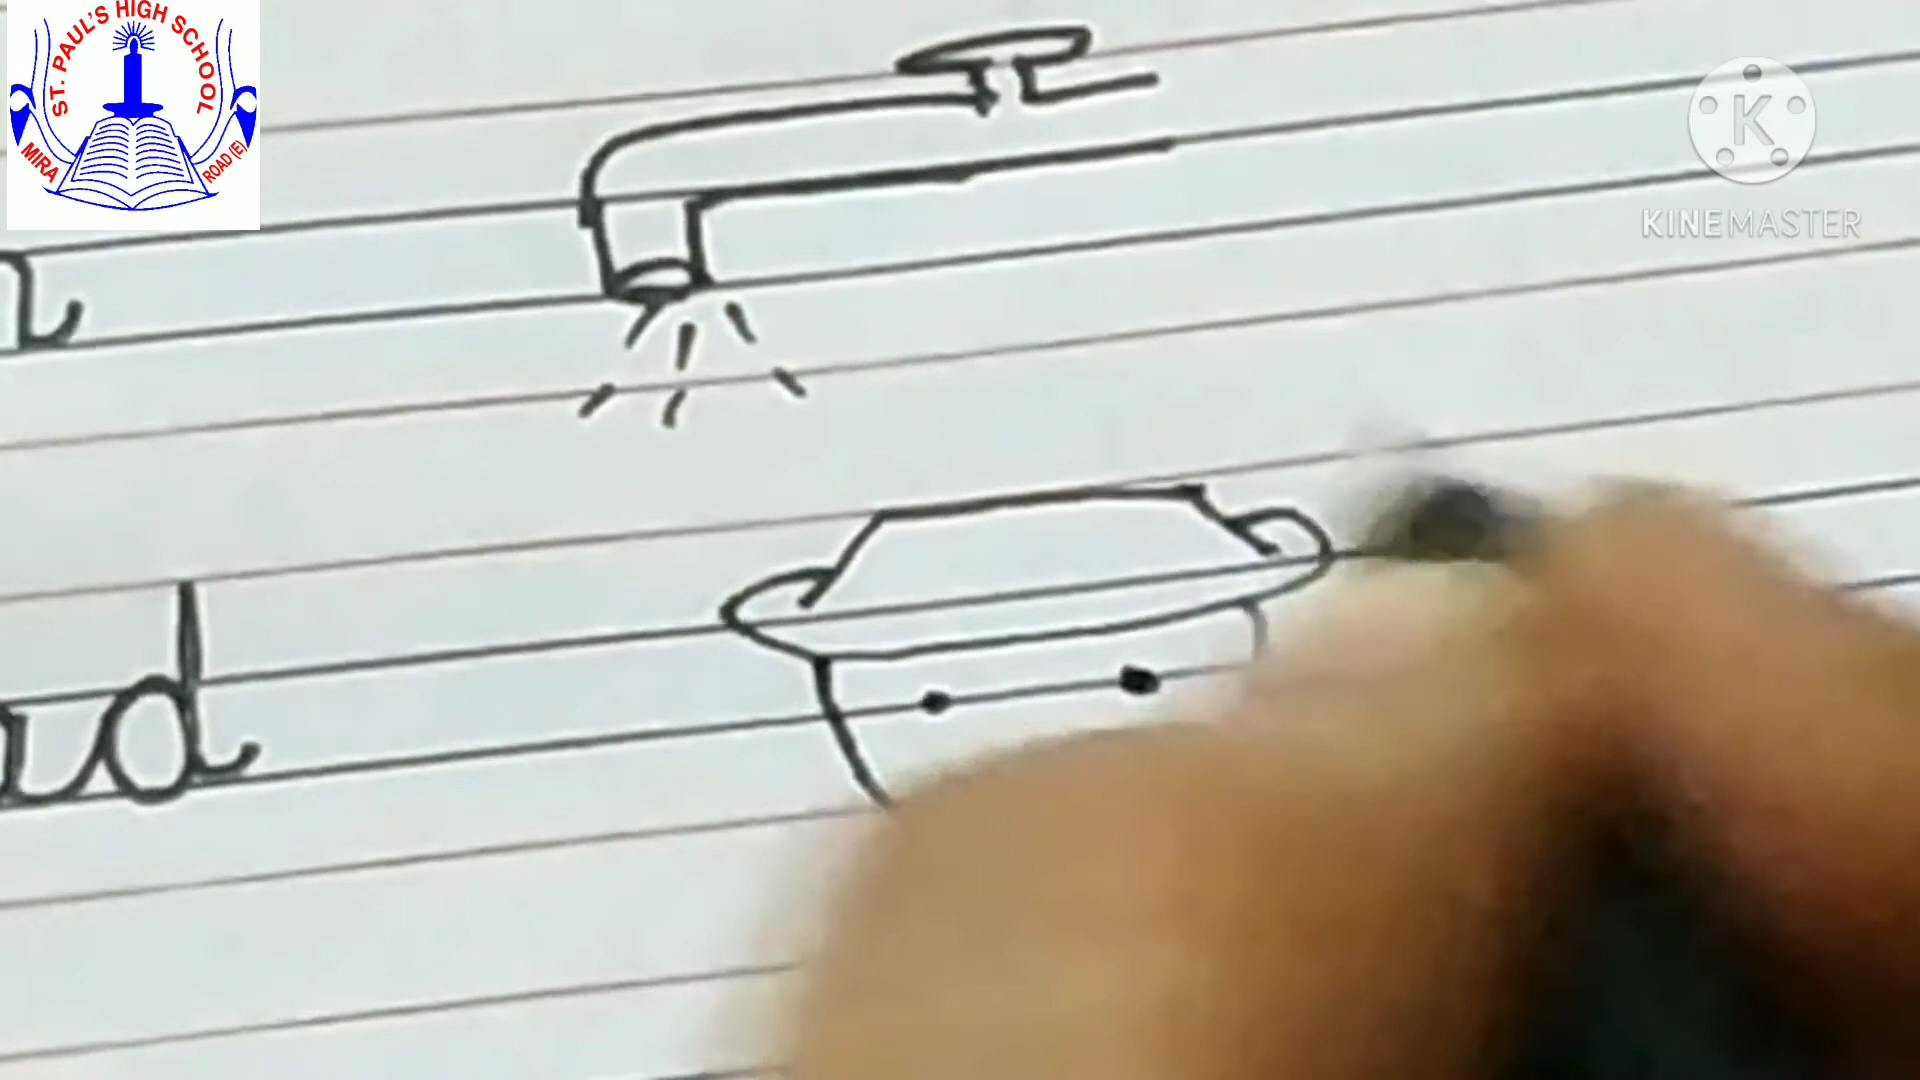 ST. PAUL'S HIGH SCHOOL
MIRA ROAD (E)
K
KINEMASTER
d